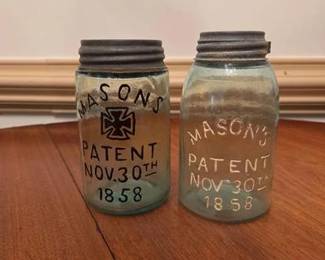 MASONS
PATENT
NOV. 30TH
1858
MASON'S
PATENT
NOV 30TH
1858